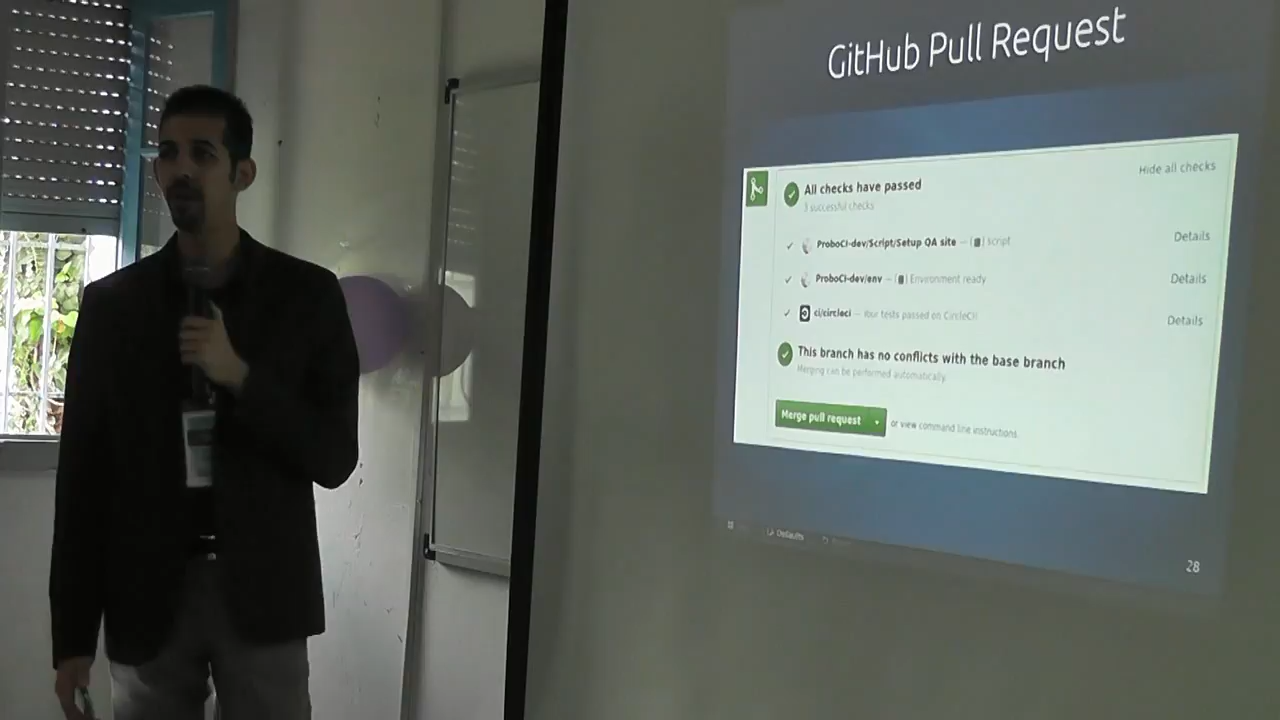 GitHub Pull Request
All checks have passed
3 successful checks
Hide all checks
ProboCI-dev/Script/Setup QA site — script
Details
ProboCI-dev/env — Environment ready
Details
ci/circleci — Your tests passed on CircleCI!
Details
This branch has no conflicts with the base branch
Merging can be performed automatically.
Merge pull request
or view command line instructions.
Defaults
28